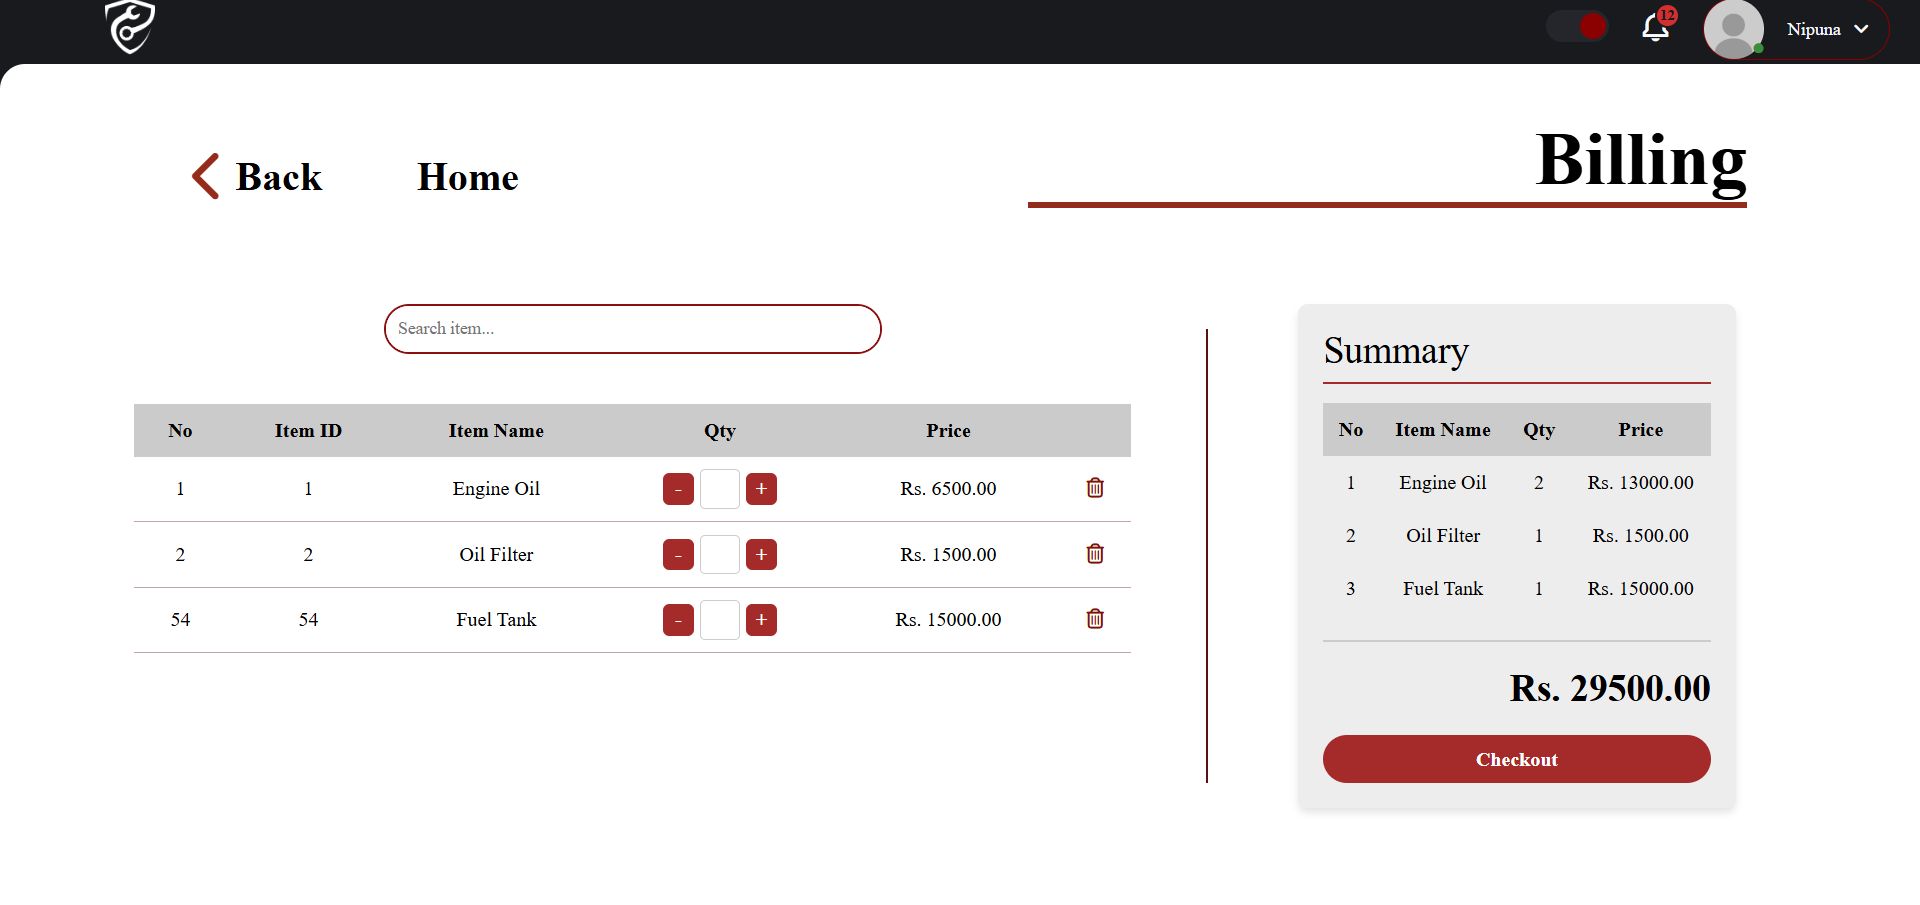 12
Nipuna
Back Home
Billing
Search item...
No Item ID Item Name Qty Price
1 1 Engine Oil - + Rs. 6500.00
2 2 Oil Filter - + Rs. 1500.00
54 54 Fuel Tank - + Rs. 15000.00
Summary
No Item Name Qty Price
1 Engine Oil 2 Rs. 13000.00
2 Oil Filter 1 Rs. 1500.00
3 Fuel Tank 1 Rs. 15000.00
Rs. 29500.00
Checkout